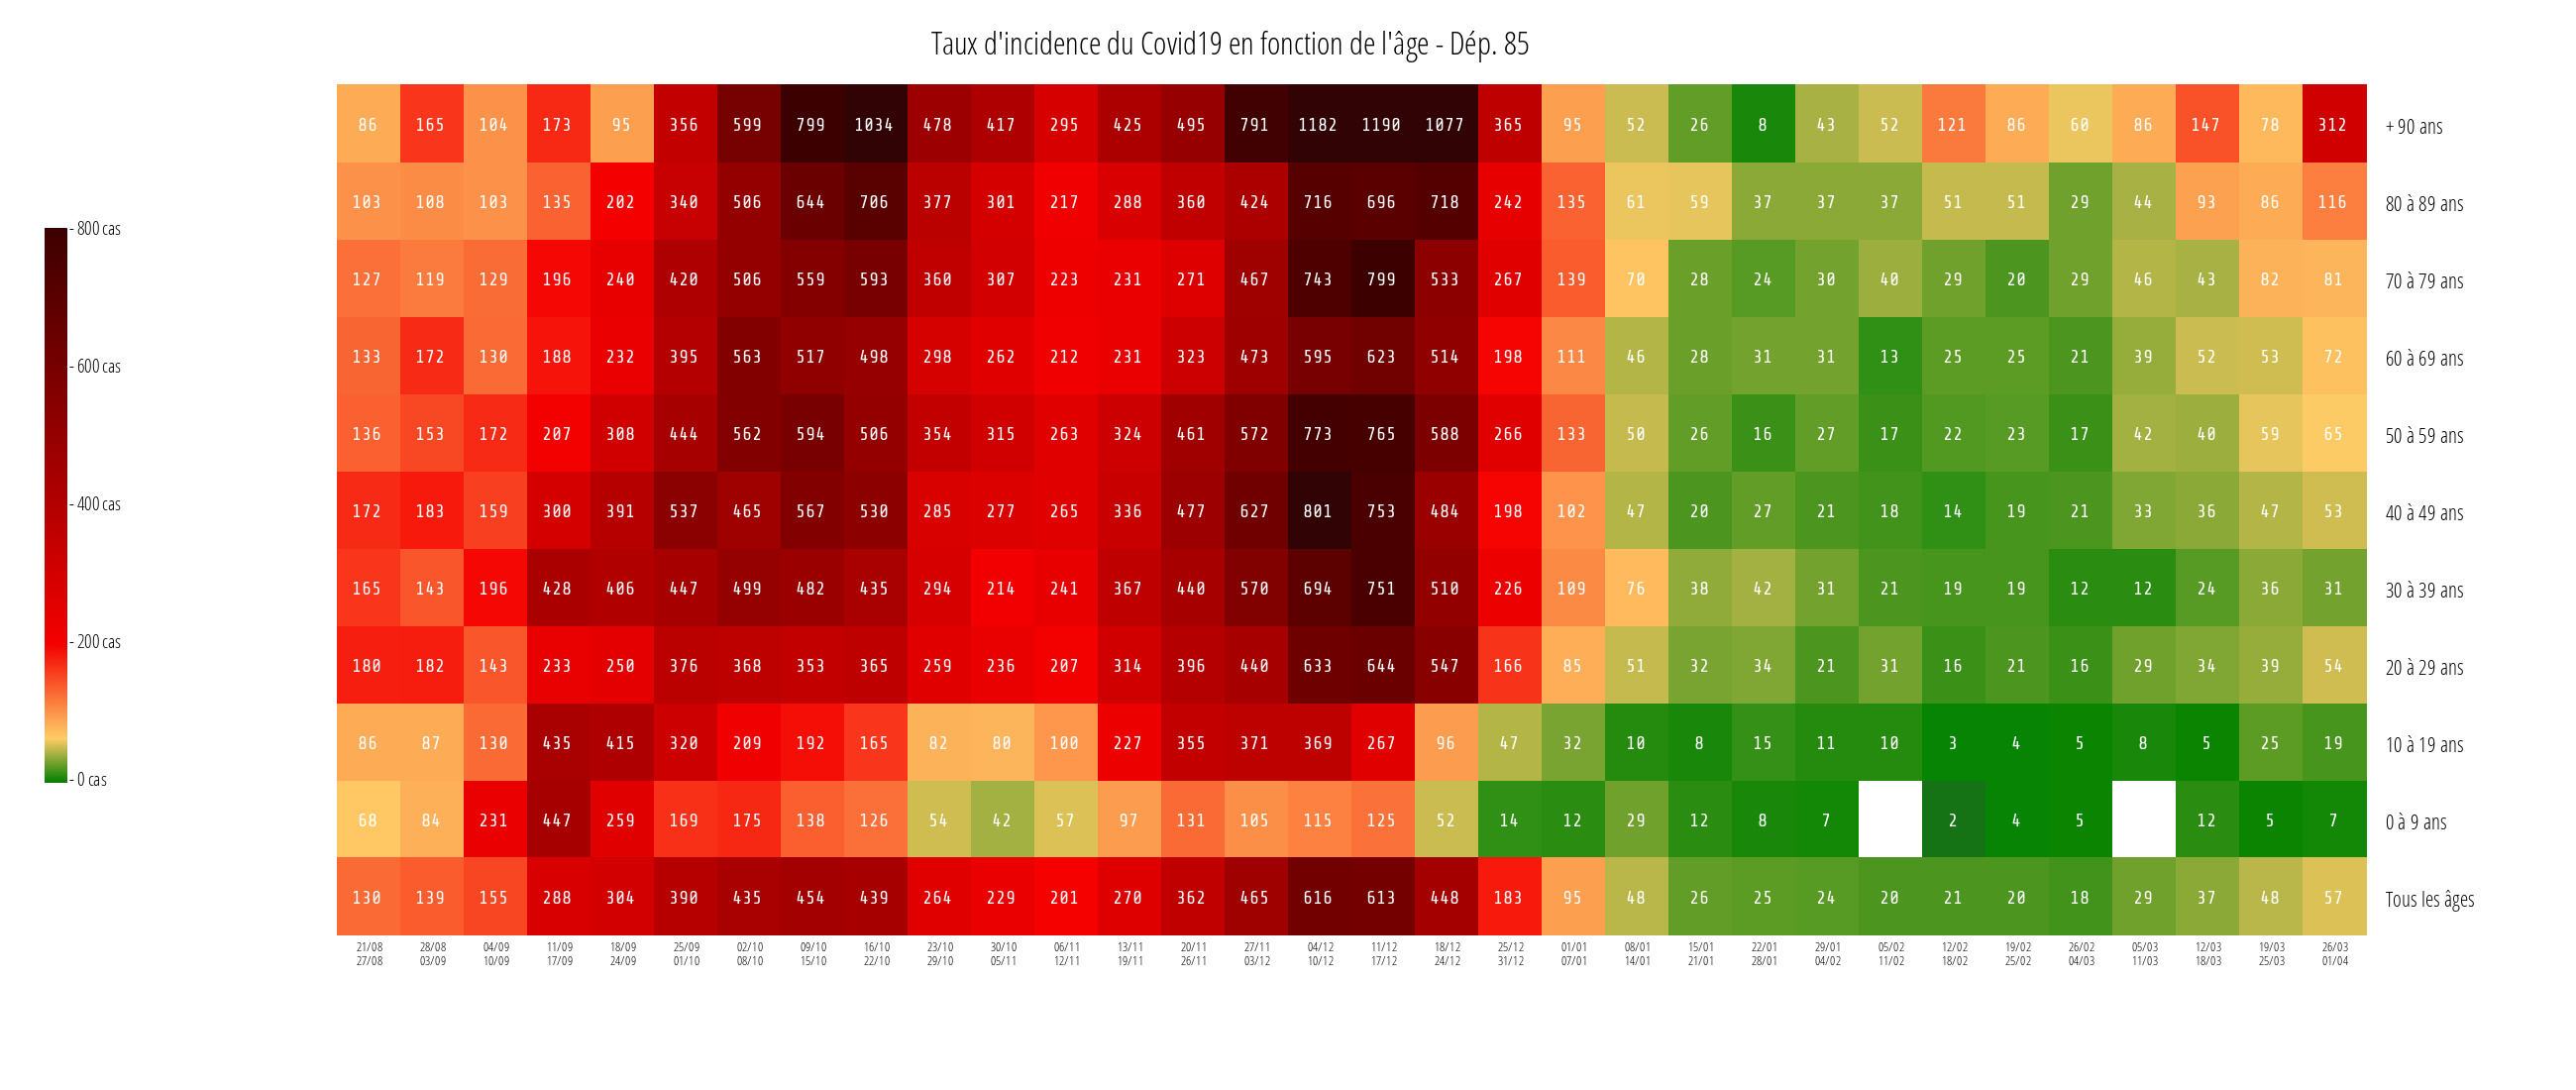 Taux d'incidence du Covid19 en fonction de l'âge - Dép. 85
- 800 cas
- 600 cas
- 400 cas
- 200 cas
- 0 cas
86 165 104 173 95 356 599 799 1034 478 417 295 425 495 791 1182 1190 1077 365 95 52 26 8 43 52 121 86 60 86 147 78 312 + 90 ans
103 108 103 135 202 340 506 644 706 377 301 217 288 360 424 716 696 718 242 135 61 59 37 37 37 51 51 29 44 93 86 116 80 à 89 ans
127 119 129 196 240 420 506 559 593 360 307 223 231 271 467 743 799 533 267 139 70 28 24 30 40 29 20 29 46 43 82 81 70 à 79 ans
133 172 130 188 232 395 563 517 498 298 262 212 231 323 473 595 623 514 198 111 46 28 31 31 13 25 25 21 39 52 53 72 60 à 69 ans
136 153 172 207 308 444 562 594 506 354 315 263 324 461 572 773 765 588 266 133 50 26 16 27 17 22 23 17 42 40 59 65 50 à 59 ans
172 183 159 300 391 537 465 567 530 285 277 265 336 477 627 801 753 484 198 102 47 20 27 21 18 14 19 21 33 36 47 53 40 à 49 ans
165 143 196 428 406 447 499 482 435 294 214 241 367 440 570 694 751 510 226 109 76 38 42 31 21 19 19 12 12 24 36 31 30 à 39 ans
180 182 143 233 250 376 368 353 365 259 236 207 314 396 440 633 644 547 166 85 51 32 34 21 31 16 21 16 29 34 39 54 20 à 29 ans
86 87 130 435 415 320 209 192 165 82 80 100 227 355 371 369 267 96 47 32 10 8 15 11 10 3 4 5 8 5 25 19 10 à 19 ans
68 84 231 447 259 169 175 138 126 54 42 57 97 131 105 115 125 52 14 12 29 12 8 7 2 4 5 12 5 7 0 à 9 ans
130 139 155 288 304 390 435 454 439 264 229 201 270 362 465 616 613 448 183 95 48 26 25 24 20 21 20 18 29 37 48 57 Tous les âges
21/08 28/08 04/09 11/09 18/09 25/09 02/10 09/10 16/10 23/10 30/10 06/11 13/11 20/11 27/11 04/12 11/12 18/12 25/12 01/01 08/01 15/01 22/01 29/01 05/02 12/02 19/02 26/02 05/03 12/03 19/03 26/03
27/08 03/09 10/09 17/09 24/09 01/10 08/10 15/10 22/10 29/10 05/11 12/11 19/11 26/11 03/12 10/12 17/12 24/12 31/12 07/01 14/01 21/01 28/01 04/02 11/02 18/02 25/02 04/03 11/03 18/03 25/03 01/04